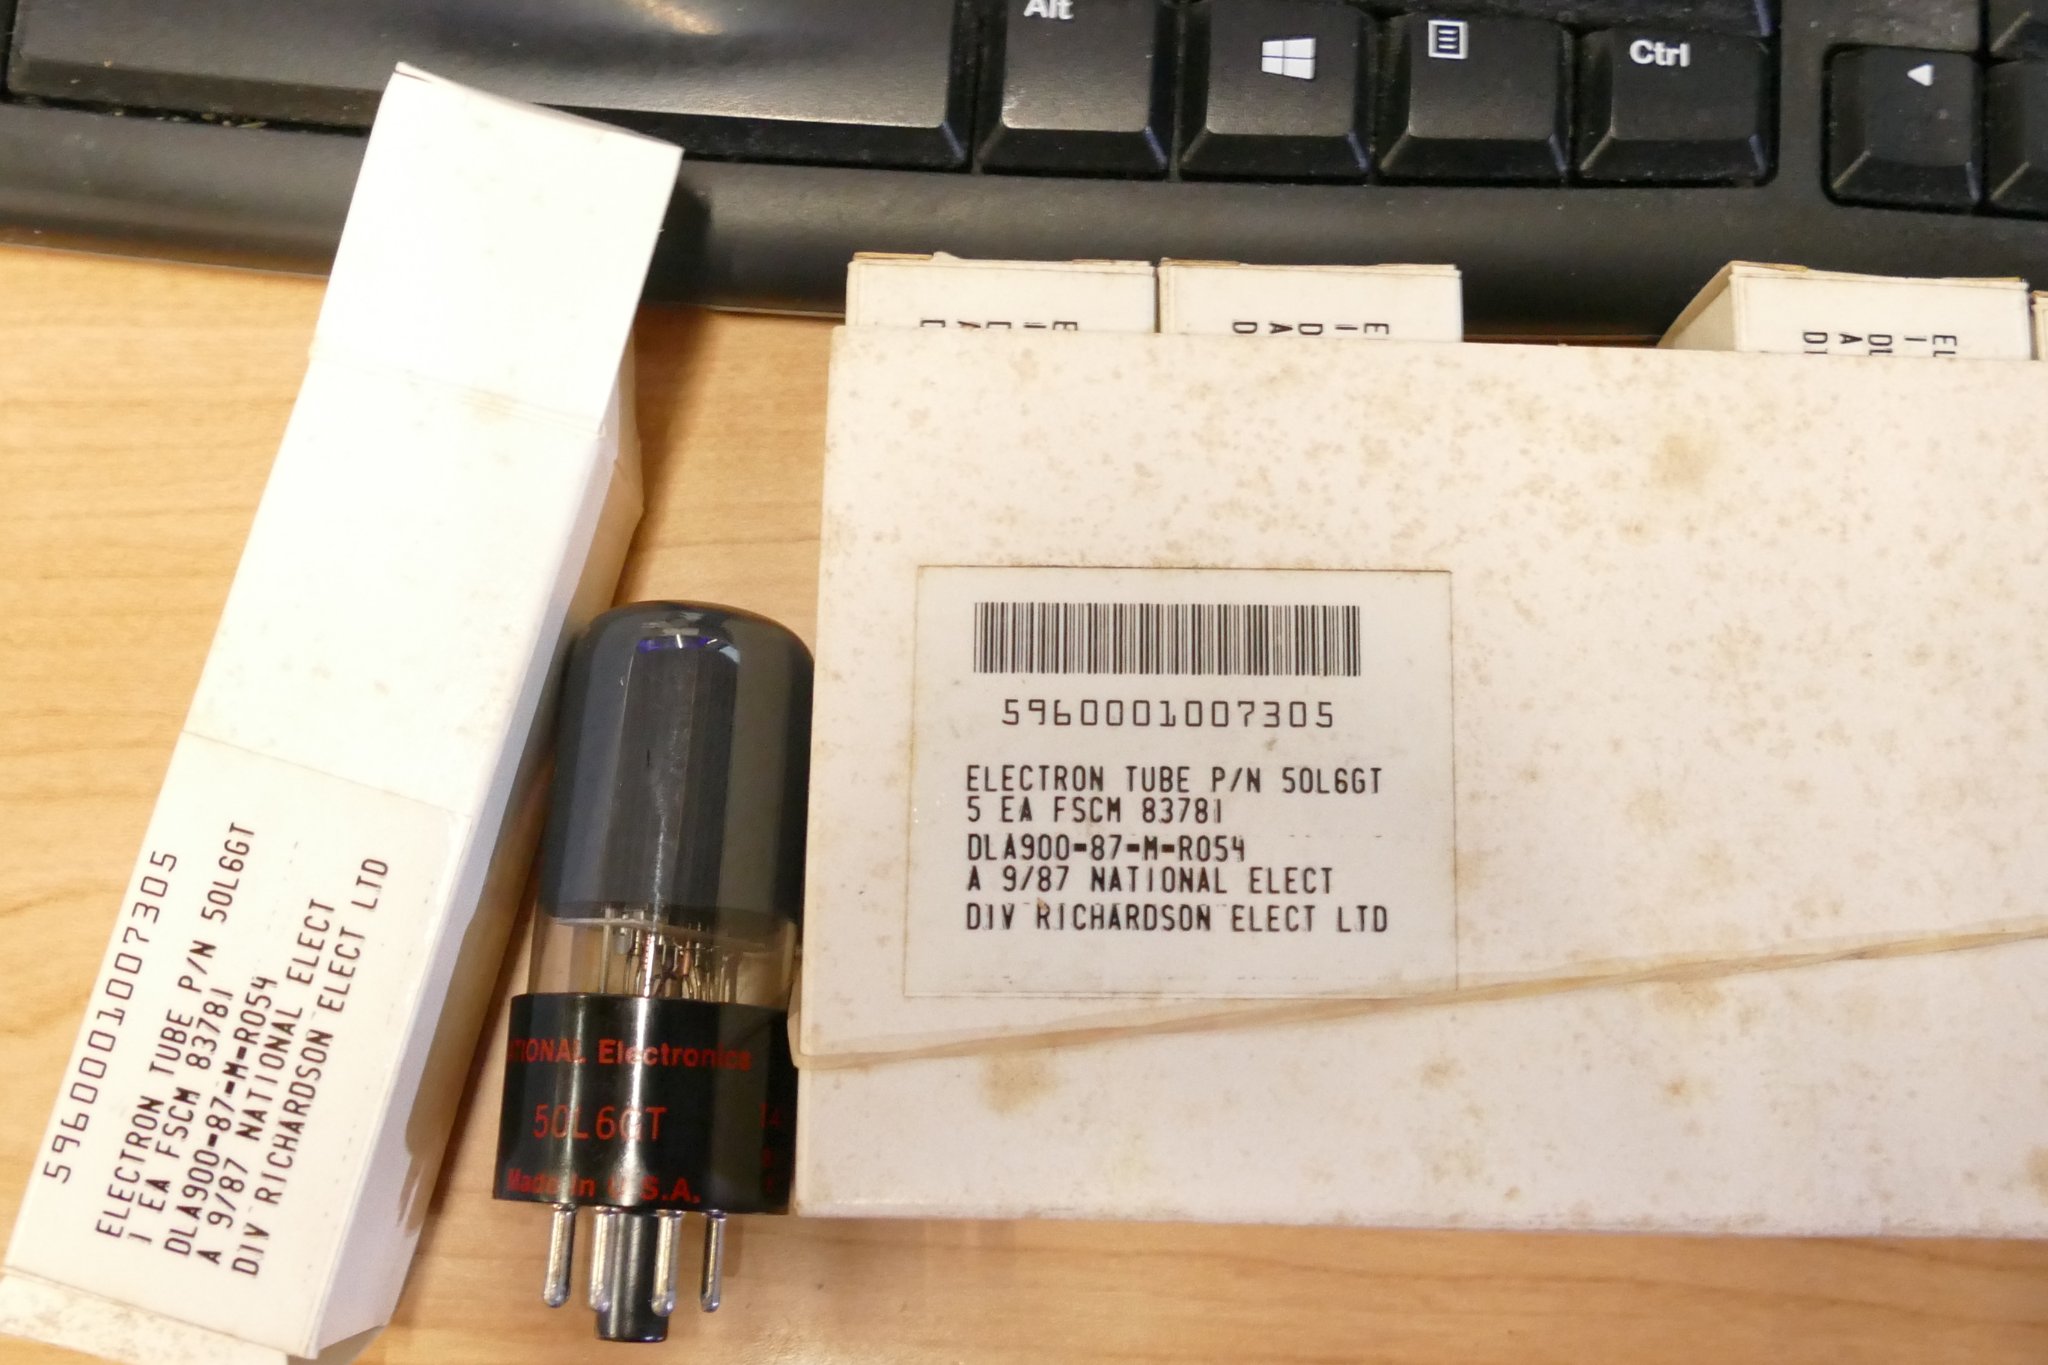 Alt
Ctrl
5960001007305
ELECTRON TUBE P/N 50L6GT
1 EA FSCM 83781
DLA900-87-M-R054
A 9/87 NATIONAL ELECT
DIV RICHARDSON ELECT LTD
Electronics
50L6GT
Made in U.S.A.
5960001007305
ELECTRON TUBE P/N 50L6GT
5 EA FSCM 83781
DLA900-87-M-R054
A 9/87 NATIONAL ELECT
DIV RICHARDSON ELECT LTD